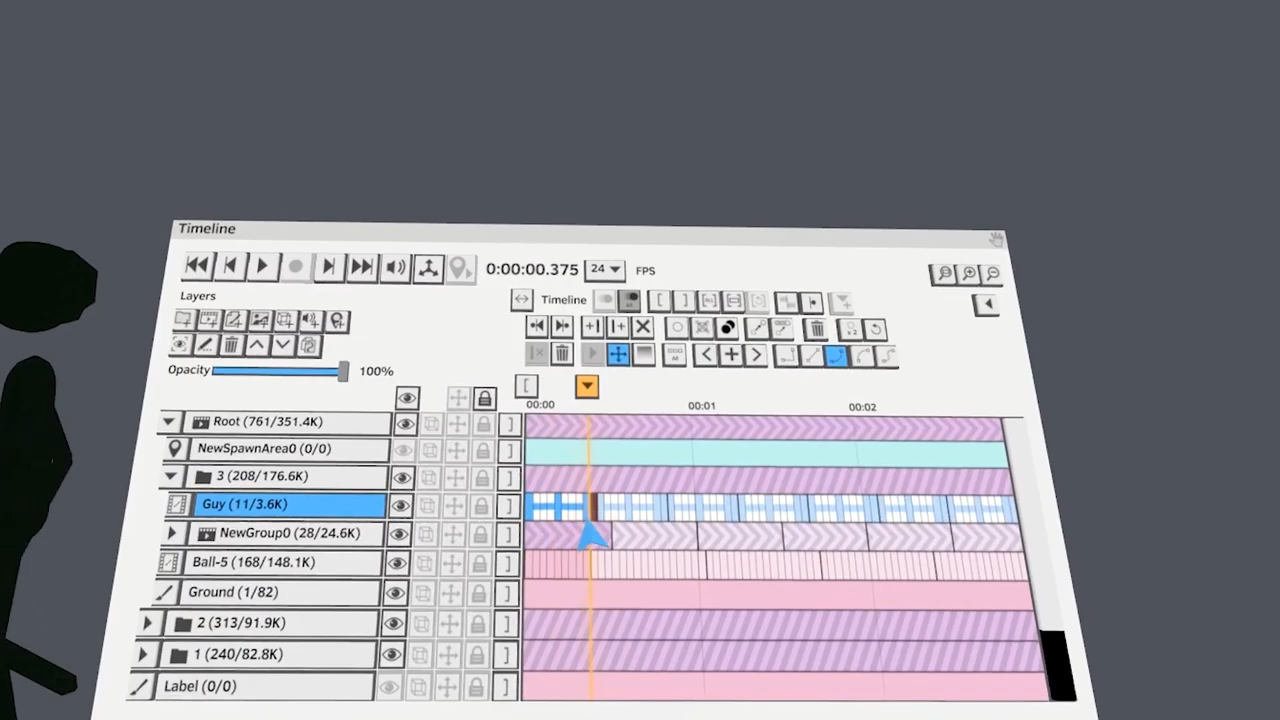 Timeline
0:00:00.375 24 FPS
Layers
Timeline
Opacity 100%
00:00 00:01 00:02
Root (761/351.4K)
NewSpawnArea0 (0/0)
3 (208/176.6K)
Guy (11/3.6K)
NewGroup0 (28/24.6K)
Ball-5 (168/148.1K)
Ground (1/82)
2 (313/91.9K)
1 (240/82.8K)
Label (0/0)